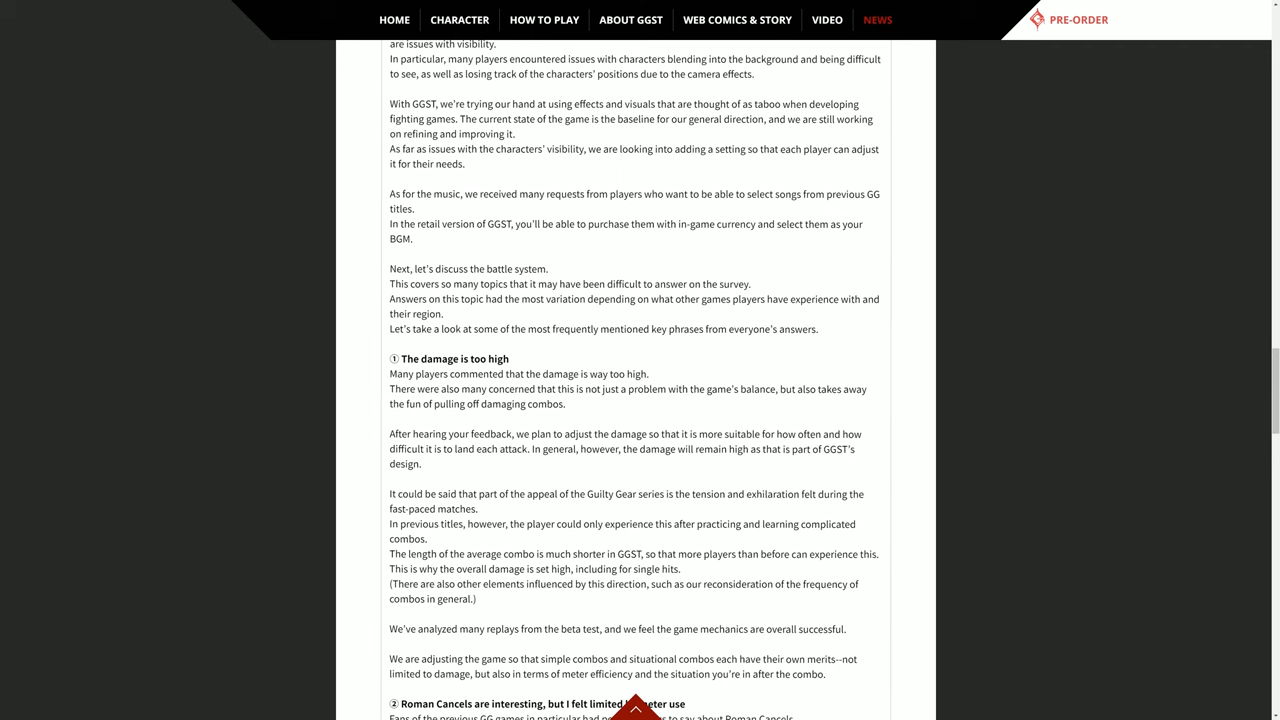 HOME
CHARACTER
HOW TO PLAY
ABOUT GGST
WEB COMICS & STORY
VIDEO
NEWS
PRE-ORDER
are issues with visibility.
In particular, many players encountered issues with characters blending into the background and being difficult
to see, as well as losing track of the characters' positions due to the camera effects.
With GGST, we're trying our hand at using effects and visuals that are thought of as taboo when developing
fighting games. The current state of the game is the baseline for our general direction, and we are still working
on refining and improving it.
As far as issues with the characters' visibility, we are looking into adding a setting so that each player can adjust
it for their needs.
As for the music, we received many requests from players who want to be able to select songs from previous GG
titles.
In the retail version of GGST, you'll be able to purchase them with in-game currency and select them as your
BGM.
Next, let's discuss the battle system.
This covers so many topics that it may have been difficult to answer on the survey.
Answers on this topic had the most variation depending on what other games players have experience with and
their region.
Let's take a look at some of the most frequently mentioned key phrases from everyone's answers.
① The damage is too high
Many players commented that the damage is way too high.
There were also many concerned that this is not just a problem with the game's balance, but also takes away
the fun of pulling off damaging combos.
After hearing your feedback, we plan to adjust the damage so that it is more suitable for how often and how
difficult it is to land each attack. In general, however, the damage will remain high as that is part of GGST's
design.
It could be said that part of the appeal of the Guilty Gear series is the tension and exhilaration felt during the
fast-paced matches.
In previous titles, however, the player could only experience this after practicing and learning complicated
combos.
The length of the average combo is much shorter in GGST, so that more players than before can experience this.
This is why the overall damage is set high, including for single hits.
(There are also other elements influenced by this direction, such as our reconsideration of the frequency of
combos in general.)
We've analyzed many replays from the beta test, and we feel the game mechanics are overall successful.
We are adjusting the game so that simple combos and situational combos each have their own merits--not
limited to damage, but also in terms of meter efficiency and the situation you're in after the combo.
② Roman Cancels are interesting, but I felt limited eter use
Fans of the previous GG games in particular had to say about Roman Cancels.